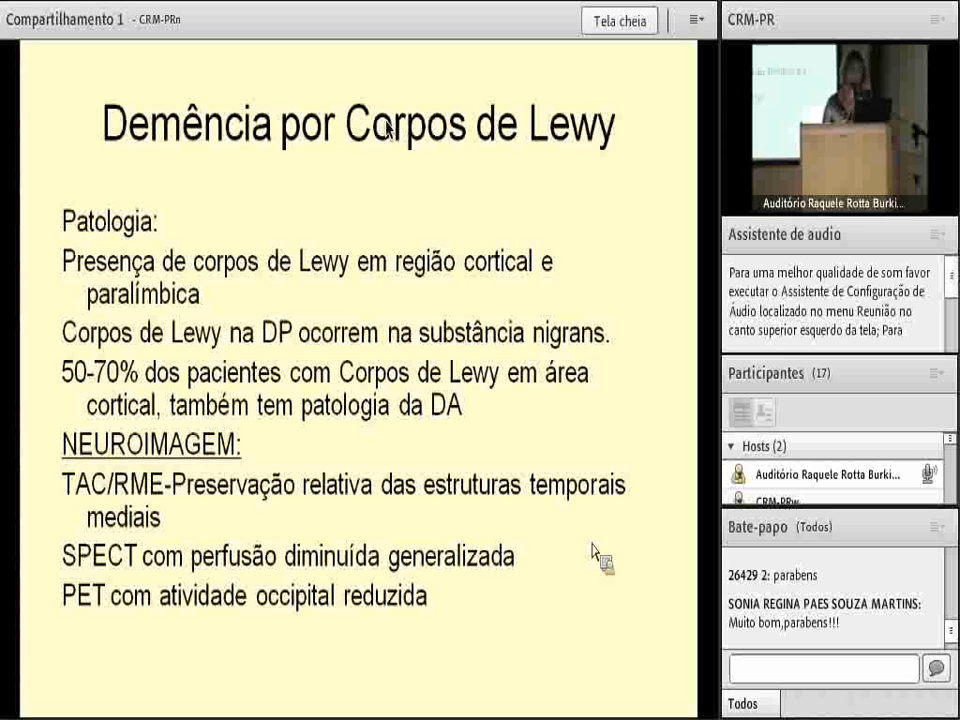 Compartilhamento 1 - CRM-PRn
Tela cheia
Demência por Corpos de Lewy
Patologia:
Presença de corpos de Lewy em região cortical e
paralímbica
Corpos de Lewy na DP ocorrem na substância nigrans.
50-70% dos pacientes com Corpos de Lewy em área
cortical, também tem patologia da DA
NEUROIMAGEM:
TAC/RME-Preservação relativa das estruturas temporais
mediais
SPECT com perfusão diminuída generalizada
PET com atividade occipital reduzida
CRM-PR
Auditório Raquele Rotta Burki...
Assistente de audio
Para uma melhor qualidade de som favor
executar o Assistente de Configuração de
Áudio localizado no menu Reunião no
canto superior esquerdo da tela; Para
Participantes (17)
Hosts (2)
Auditório Raquele Rotta Burki...
CRM-PRw
Bate-papo (Todos)
26429 2: parabens
SONIA REGINA PAES SOUZA MARTINS:
Muito bom,parabens!!!
Todos